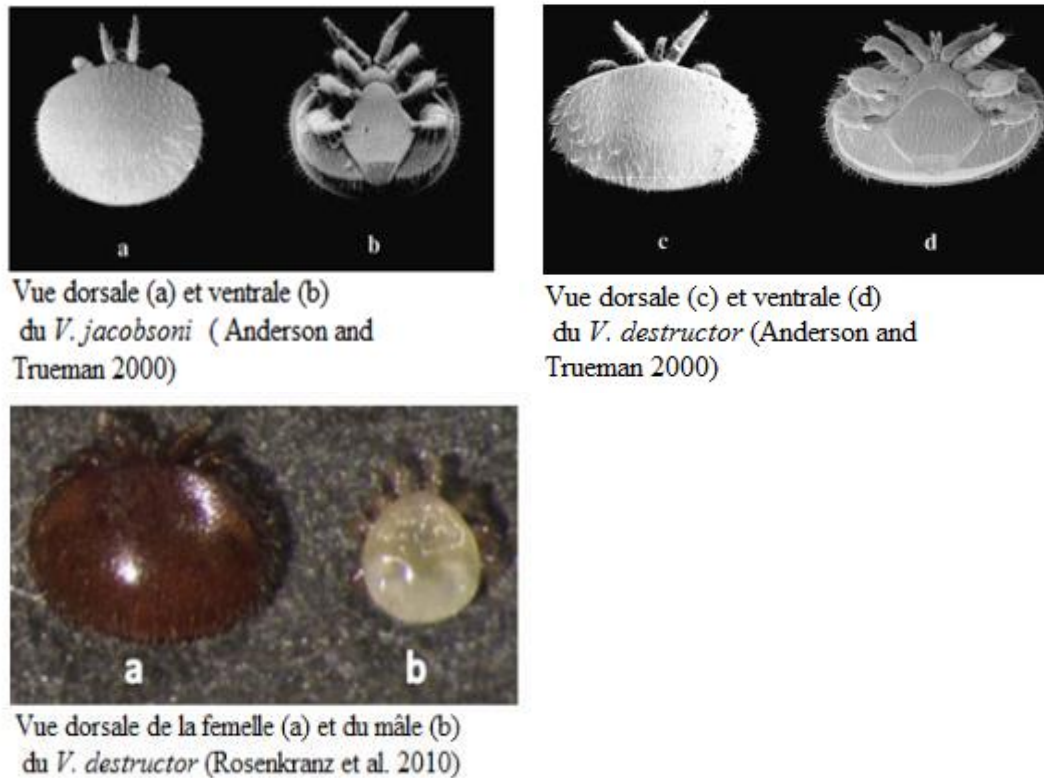 a
b
Vue dorsale (a) et ventrale (b)
du V. jacobsoni ( Anderson and
Trueman 2000)
c
d
Vue dorsale (c) et ventrale (d)
du V. destructor (Anderson and
Trueman 2000)
a
b
Vue dorsale de la femelle (a) et du mâle (b)
du V. destructor (Rosenkranz et al. 2010)